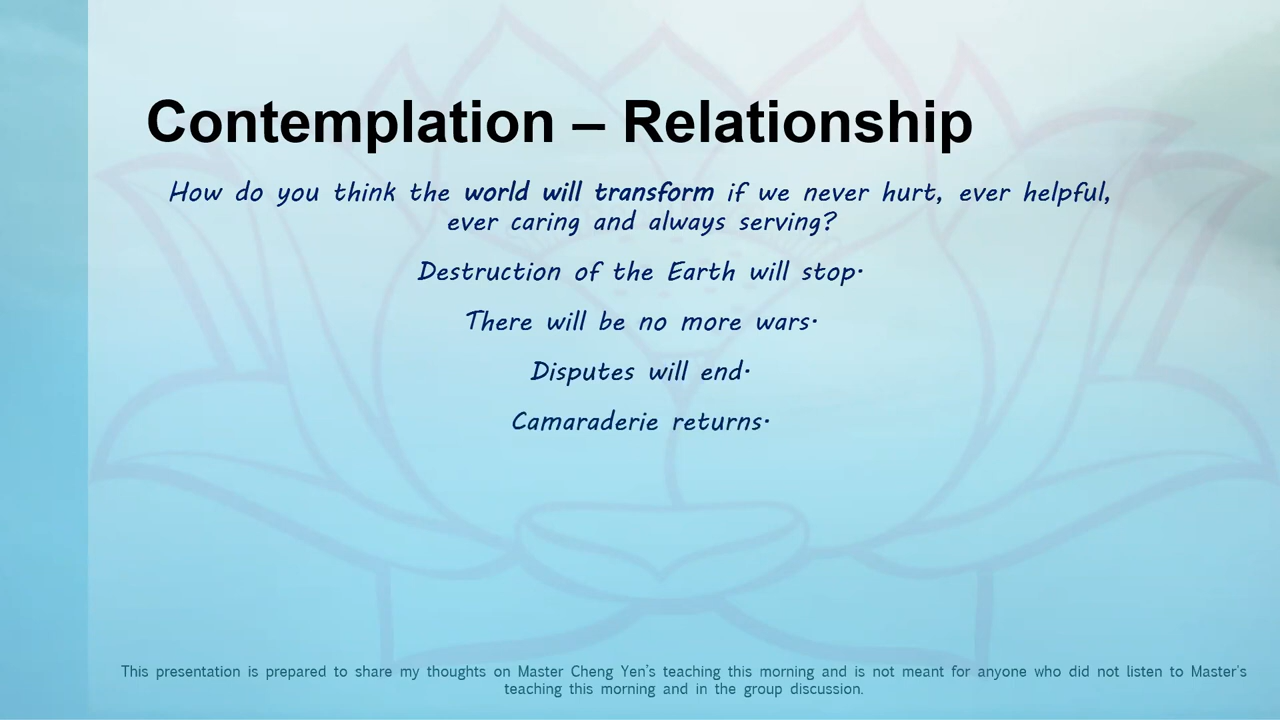 Contemplation – Relationship
How do you think the world will transform if we never hurt, ever helpful,
ever caring and always serving?
Destruction of the Earth will stop.
There will be no more wars.
Disputes will end.
Camaraderie returns.
This presentation is prepared to share my thoughts on Master Cheng Yen's teaching this morning and is not meant for anyone who did not listen to Master's
teaching this morning and in the group discussion.